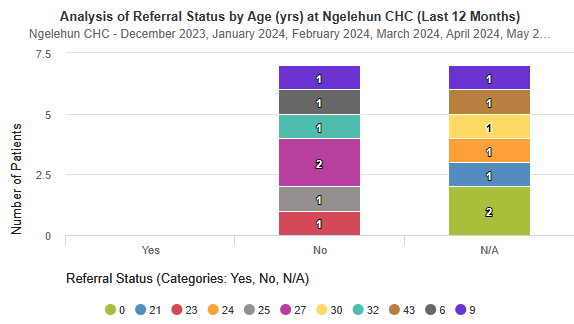 Analysis of Referral Status by Age (yrs) at Ngelehun CHC (Last 12 Months)
Ngelehun CHC - December 2023, January 2024, February 2024, March 2024, April 2024, May 2…
Number of Patients
7.5
5
2.5
0
1
1
1
2
1
1
1
1
1
1
1
2
Yes
No
N/A
Referral Status (Categories: Yes, No, N/A)
0 21 23 24 25 27 30 32 43 6 9